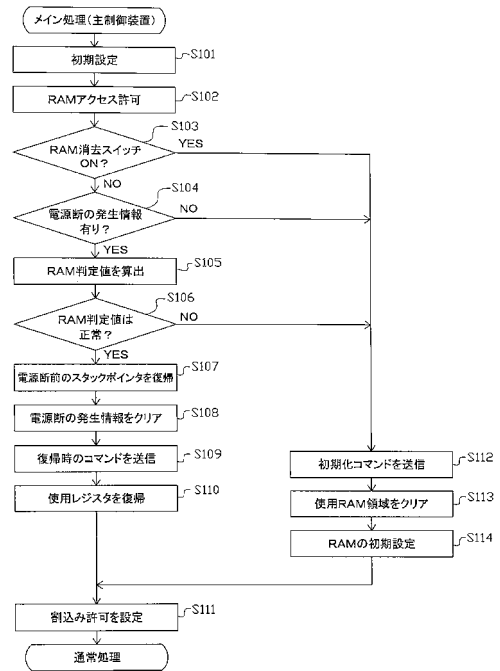 メイン処理(主制御装置)
初期設定
S101
RAMアクセス許可
S102
S103
RAM消去スイッチ
ON?
YES
NO
S104
電源断の発生情報
有り?
NO
YES
RAM判定値を算出
S105
S106
RAM判定値は
正常?
NO
YES
電源断前のスタックポインタを復帰
S107
電源断の発生情報をクリア
S108
復帰時のコマンドを送信
S109
使用レジスタを復帰
S110
初期化コマンドを送信
S112
使用RAM領域をクリア
S113
RAMの初期設定
S114
割込み許可を設定
S111
通常処理